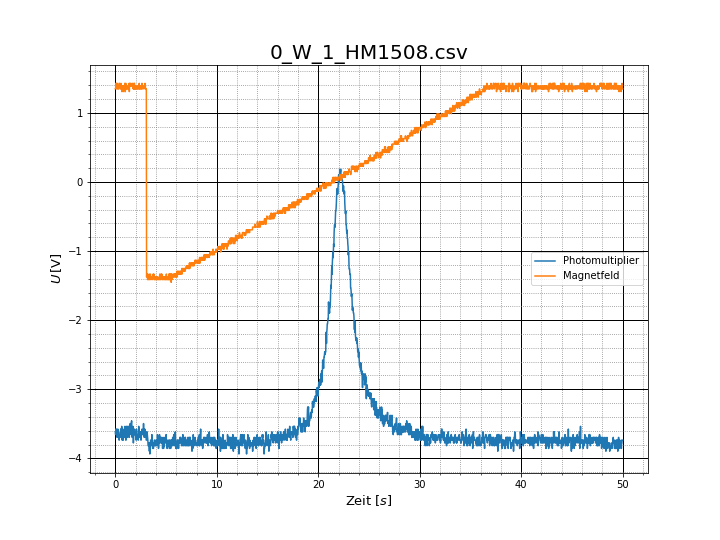 0_W_1_HM1508.csv
1
0
−1
−2
−3
−4
U [V]
Photomultiplier
Magnetfeld
0 10 20 30 40 50
Zeit [s]